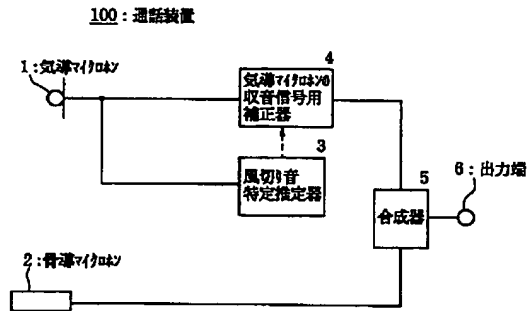 100：通話装置
1：気導マイクロホン
4
気導マイクロホンの
収音信号用
補正器
3
風切り音
特定推定器
5
合成器
6：出力端
2：骨導マイクロホン